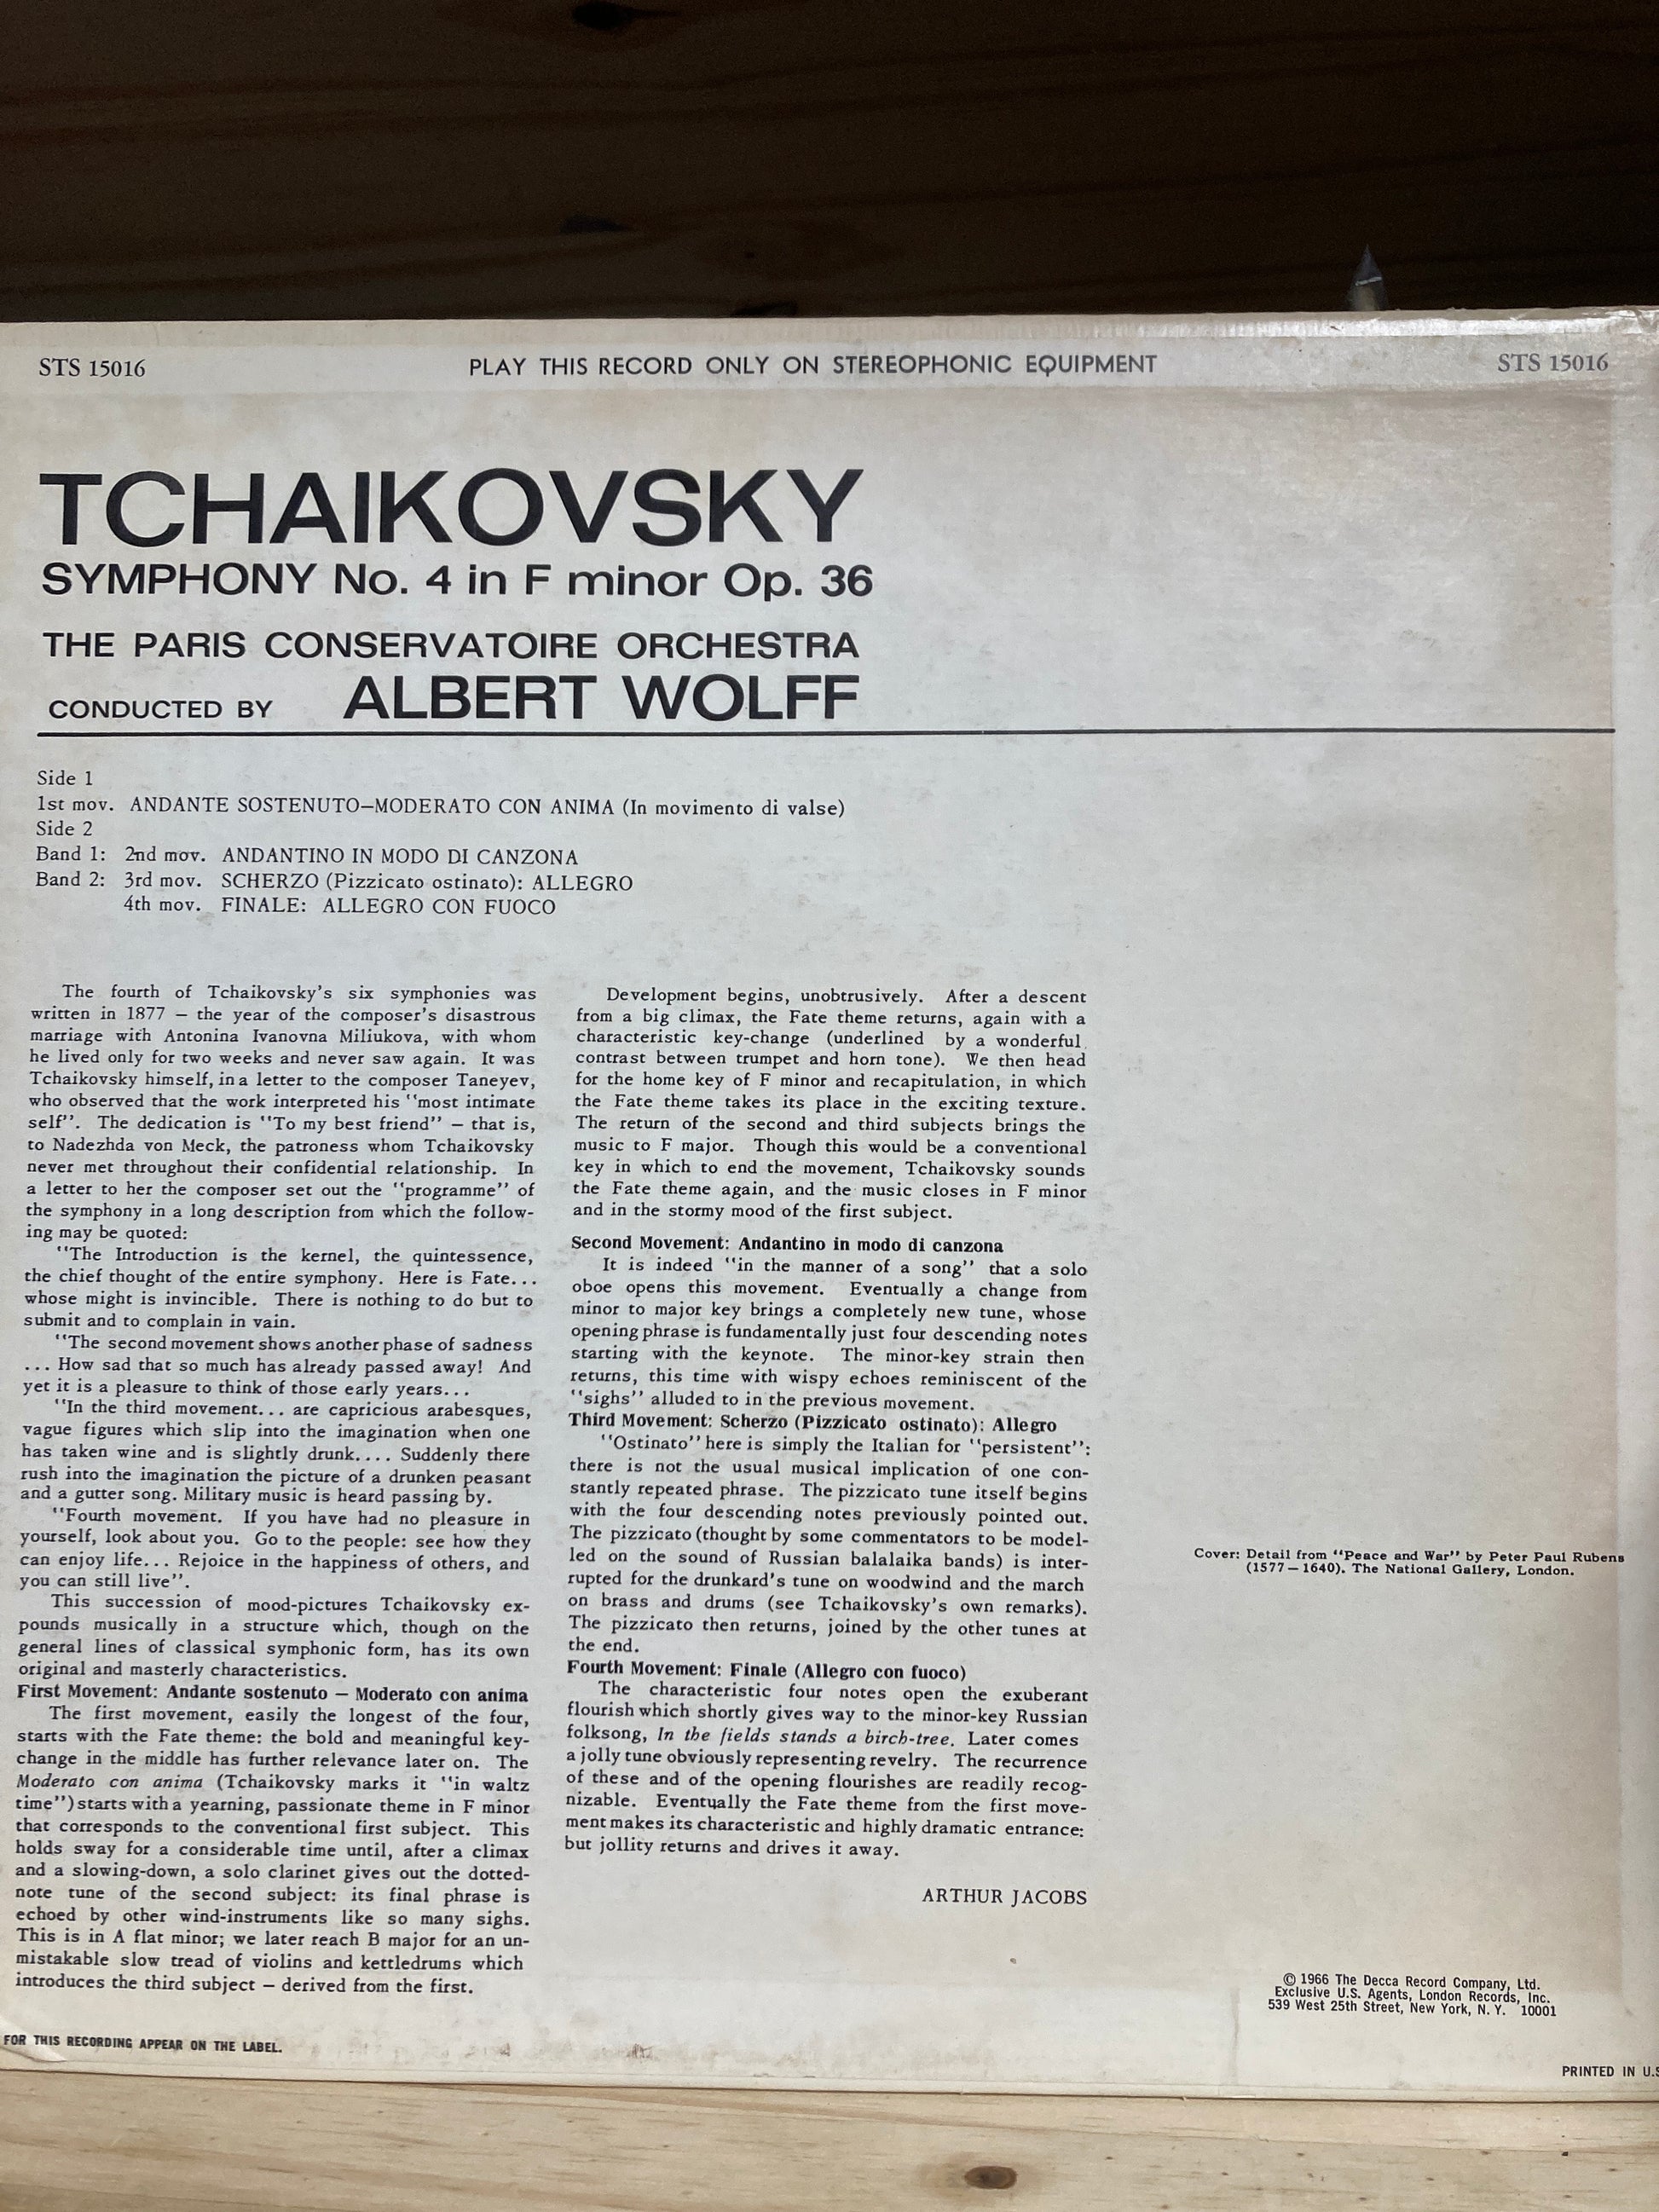 STS 15016 PLAY THIS RECORD ONLY ON STEREOPHONIC EQUIPMENT STS 15016
TCHAIKOVSKY
SYMPHONY No. 4 in F minor Op. 36
THE PARIS CONSERVATOIRE ORCHESTRA
CONDUCTED BY ALBERT WOLFF
Side 1
1st mov. ANDANTE SOSTENUTO—MODERATO CON ANIMA (In movimento di valse)
Side 2
Band 1: 2nd mov. ANDANTINO IN MODO DI CANZONA
Band 2: 3rd mov. SCHERZO (Pizzicato ostinato): ALLEGRO
4th mov. FINALE: ALLEGRO CON FUOCO
The fourth of Tchaikovsky's six symphonies was
written in 1877 — the year of the composer's disastrous
marriage with Antonina Ivanovna Miliukova, with whom
he lived only for two weeks and never saw again. It was
Tchaikovsky himself, in a letter to the composer Taneyev,
who observed that the work interpreted his "most intimate
self". The dedication is "To my best friend" — that is,
to Nadezhda von Meck, the patroness whom Tchaikovsky
never met throughout their confidential relationship. In
a letter to her the composer set out the "programme" of
the symphony in a long description from which the follow-
ing may be quoted:
"The Introduction is the kernel, the quintessence,
the chief thought of the entire symphony. Here is Fate...
whose might is invincible. There is nothing to do but to
submit and to complain in vain.
"The second movement shows another phase of sadness
... How sad that so much has already passed away! And
yet it is a pleasure to think of those early years...
"In the third movement... are capricious arabesques,
vague figures which slip into the imagination when one
has taken wine and is slightly drunk.... Suddenly there
rush into the imagination the picture of a drunken peasant
and a gutter song. Military music is heard passing by.
"Fourth movement. If you have had no pleasure in
yourself, look about you. Go to the people: see how they
can enjoy life... Rejoice in the happiness of others, and
you can still live".
This succession of mood-pictures Tchaikovsky ex-
pounds musically in a structure which, though on the
general lines of classical symphonic form, has its own
original and masterly characteristics.
First Movement: Andante sostenuto — Moderato con anima
The first movement, easily the longest of the four,
starts with the Fate theme: the bold and meaningful key-
change in the middle has further relevance later on. The
Moderato con anima (Tchaikovsky marks it "in waltz
time") starts with a yearning, passionate theme in F minor
that corresponds to the conventional first subject. This
holds sway for a considerable time until, after a climax
and a slowing-down, a solo clarinet gives out the dotted-
note tune of the second subject: its final phrase is
echoed by other wind-instruments like so many sighs.
This is in A flat minor; we later reach B major for an un-
mistakable slow tread of violins and kettledrums which
introduces the third subject — derived from the first.
Development begins, unobtrusively. After a descent
from a big climax, the Fate theme returns, again with a
characteristic key-change (underlined by a wonderful
contrast between trumpet and horn tone). We then head
for the home key of F minor and recapitulation, in which
the Fate theme takes its place in the exciting texture.
The return of the second and third subjects brings the
music to F major. Though this would be a conventional
key in which to end the movement, Tchaikovsky sounds
the Fate theme again, and the music closes in F minor
and in the stormy mood of the first subject.
Second Movement: Andantino in modo di canzona
It is indeed "in the manner of a song" that a solo
oboe opens this movement. Eventually a change from
minor to major key brings a completely new tune, whose
opening phrase is fundamentally just four descending notes
starting with the keynote. The minor-key strain then
returns, this time with wispy echoes reminiscent of the
"sighs" alluded to in the previous movement.
Third Movement: Scherzo (Pizzicato ostinato): Allegro
"Ostinato" here is simply the Italian for "persistent":
there is not the usual musical implication of one con-
stantly repeated phrase. The pizzicato tune itself begins
with the four descending notes previously pointed out.
The pizzicato (thought by some commentators to be model-
led on the sound of Russian balalaika bands) is inter-
rupted for the drunkard's tune on woodwind and the march
on brass and drums (see Tchaikovsky's own remarks).
The pizzicato then returns, joined by the other tunes at
the end.
Fourth Movement: Finale (Allegro con fuoco)
The characteristic four notes open the exuberant
flourish which shortly gives way to the minor-key Russian
folksong, In the fields stands a birch-tree. Later comes
a jolly tune obviously representing revelry. The recurrence
of these and of the opening flourishes are readily recog-
nizable. Eventually the Fate theme from the first move-
ment makes its characteristic and highly dramatic entrance:
but jollity returns and drives it away.
ARTHUR JACOBS
Cover: Detail from "Peace and War" by Peter Paul Rubens
(1577—1640). The National Gallery, London.
© 1966 The Decca Record Company, Ltd.
Exclusive U.S. Agents, London Records, Inc.
539 West 25th Street, New York, N.Y. 10001
FOR THIS RECORDING APPEAR ON THE LABEL.
PRINTED IN U.S